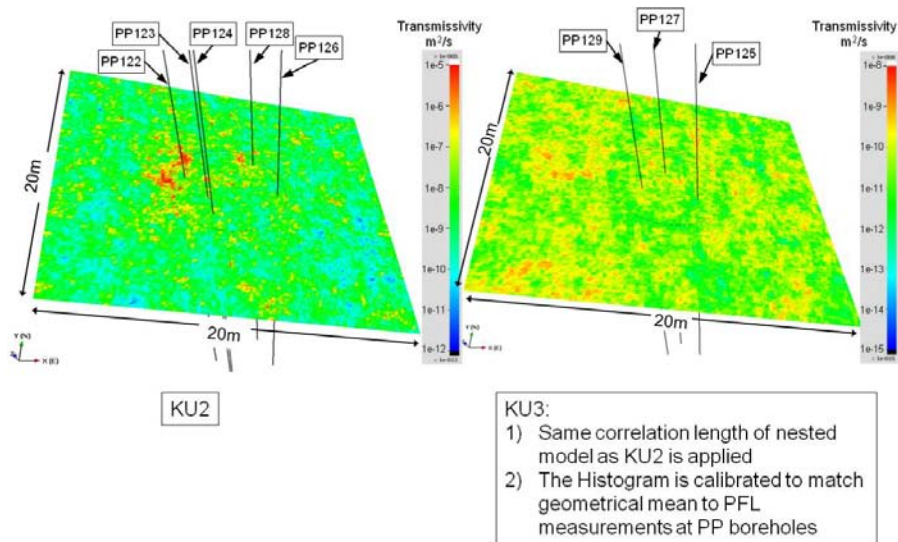 PP123
PP124
PP128
PP126
PP122
Transmissivity
m²/s
1e-5
1e-6
1e-7
1e-8
1e-9
1e-10
1e-11
1e-12
20m
20m
Y (N)
X (E)
KU2
PP127
PP129
PP125
Transmissivity
m²/s
1e-8
1e-9
1e-10
1e-11
1e-12
1e-13
1e-14
1e-15
20m
20m
Y (N)
X (E)
KU3:
1) Same correlation length of nested
model as KU2 is applied
2) The Histogram is calibrated to match
geometrical mean to PFL
measurements at PP boreholes